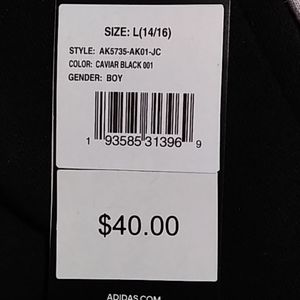 SIZE: L(14/16)
STYLE: AK5735-AK01-JC
COLOR: CAVIAR BLACK 001
GENDER: BOY
1 93585 31396 9
$40.00
ADIDAS.COM